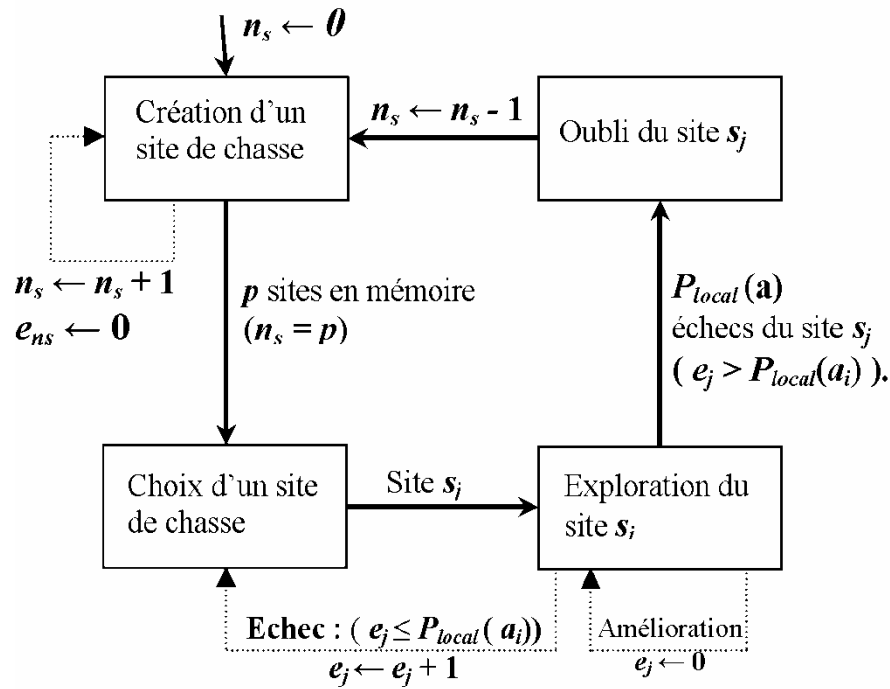 n_s ← 0
Création d'un
site de chasse
n_s ← n_s - 1
Oubli du site s_j
n_s ← n_s + 1
e_ns ← 0
p sites en mémoire
(n_s = p)
P_local (a)
échecs du site s_j
( e_j > P_local(a_i) ).
Choix d'un site
de chasse
Site s_j
Exploration du
site s_j
Echec : ( e_j ≤ P_local ( a_i))
e_j ← e_j + 1
Amélioration
e_j ← 0